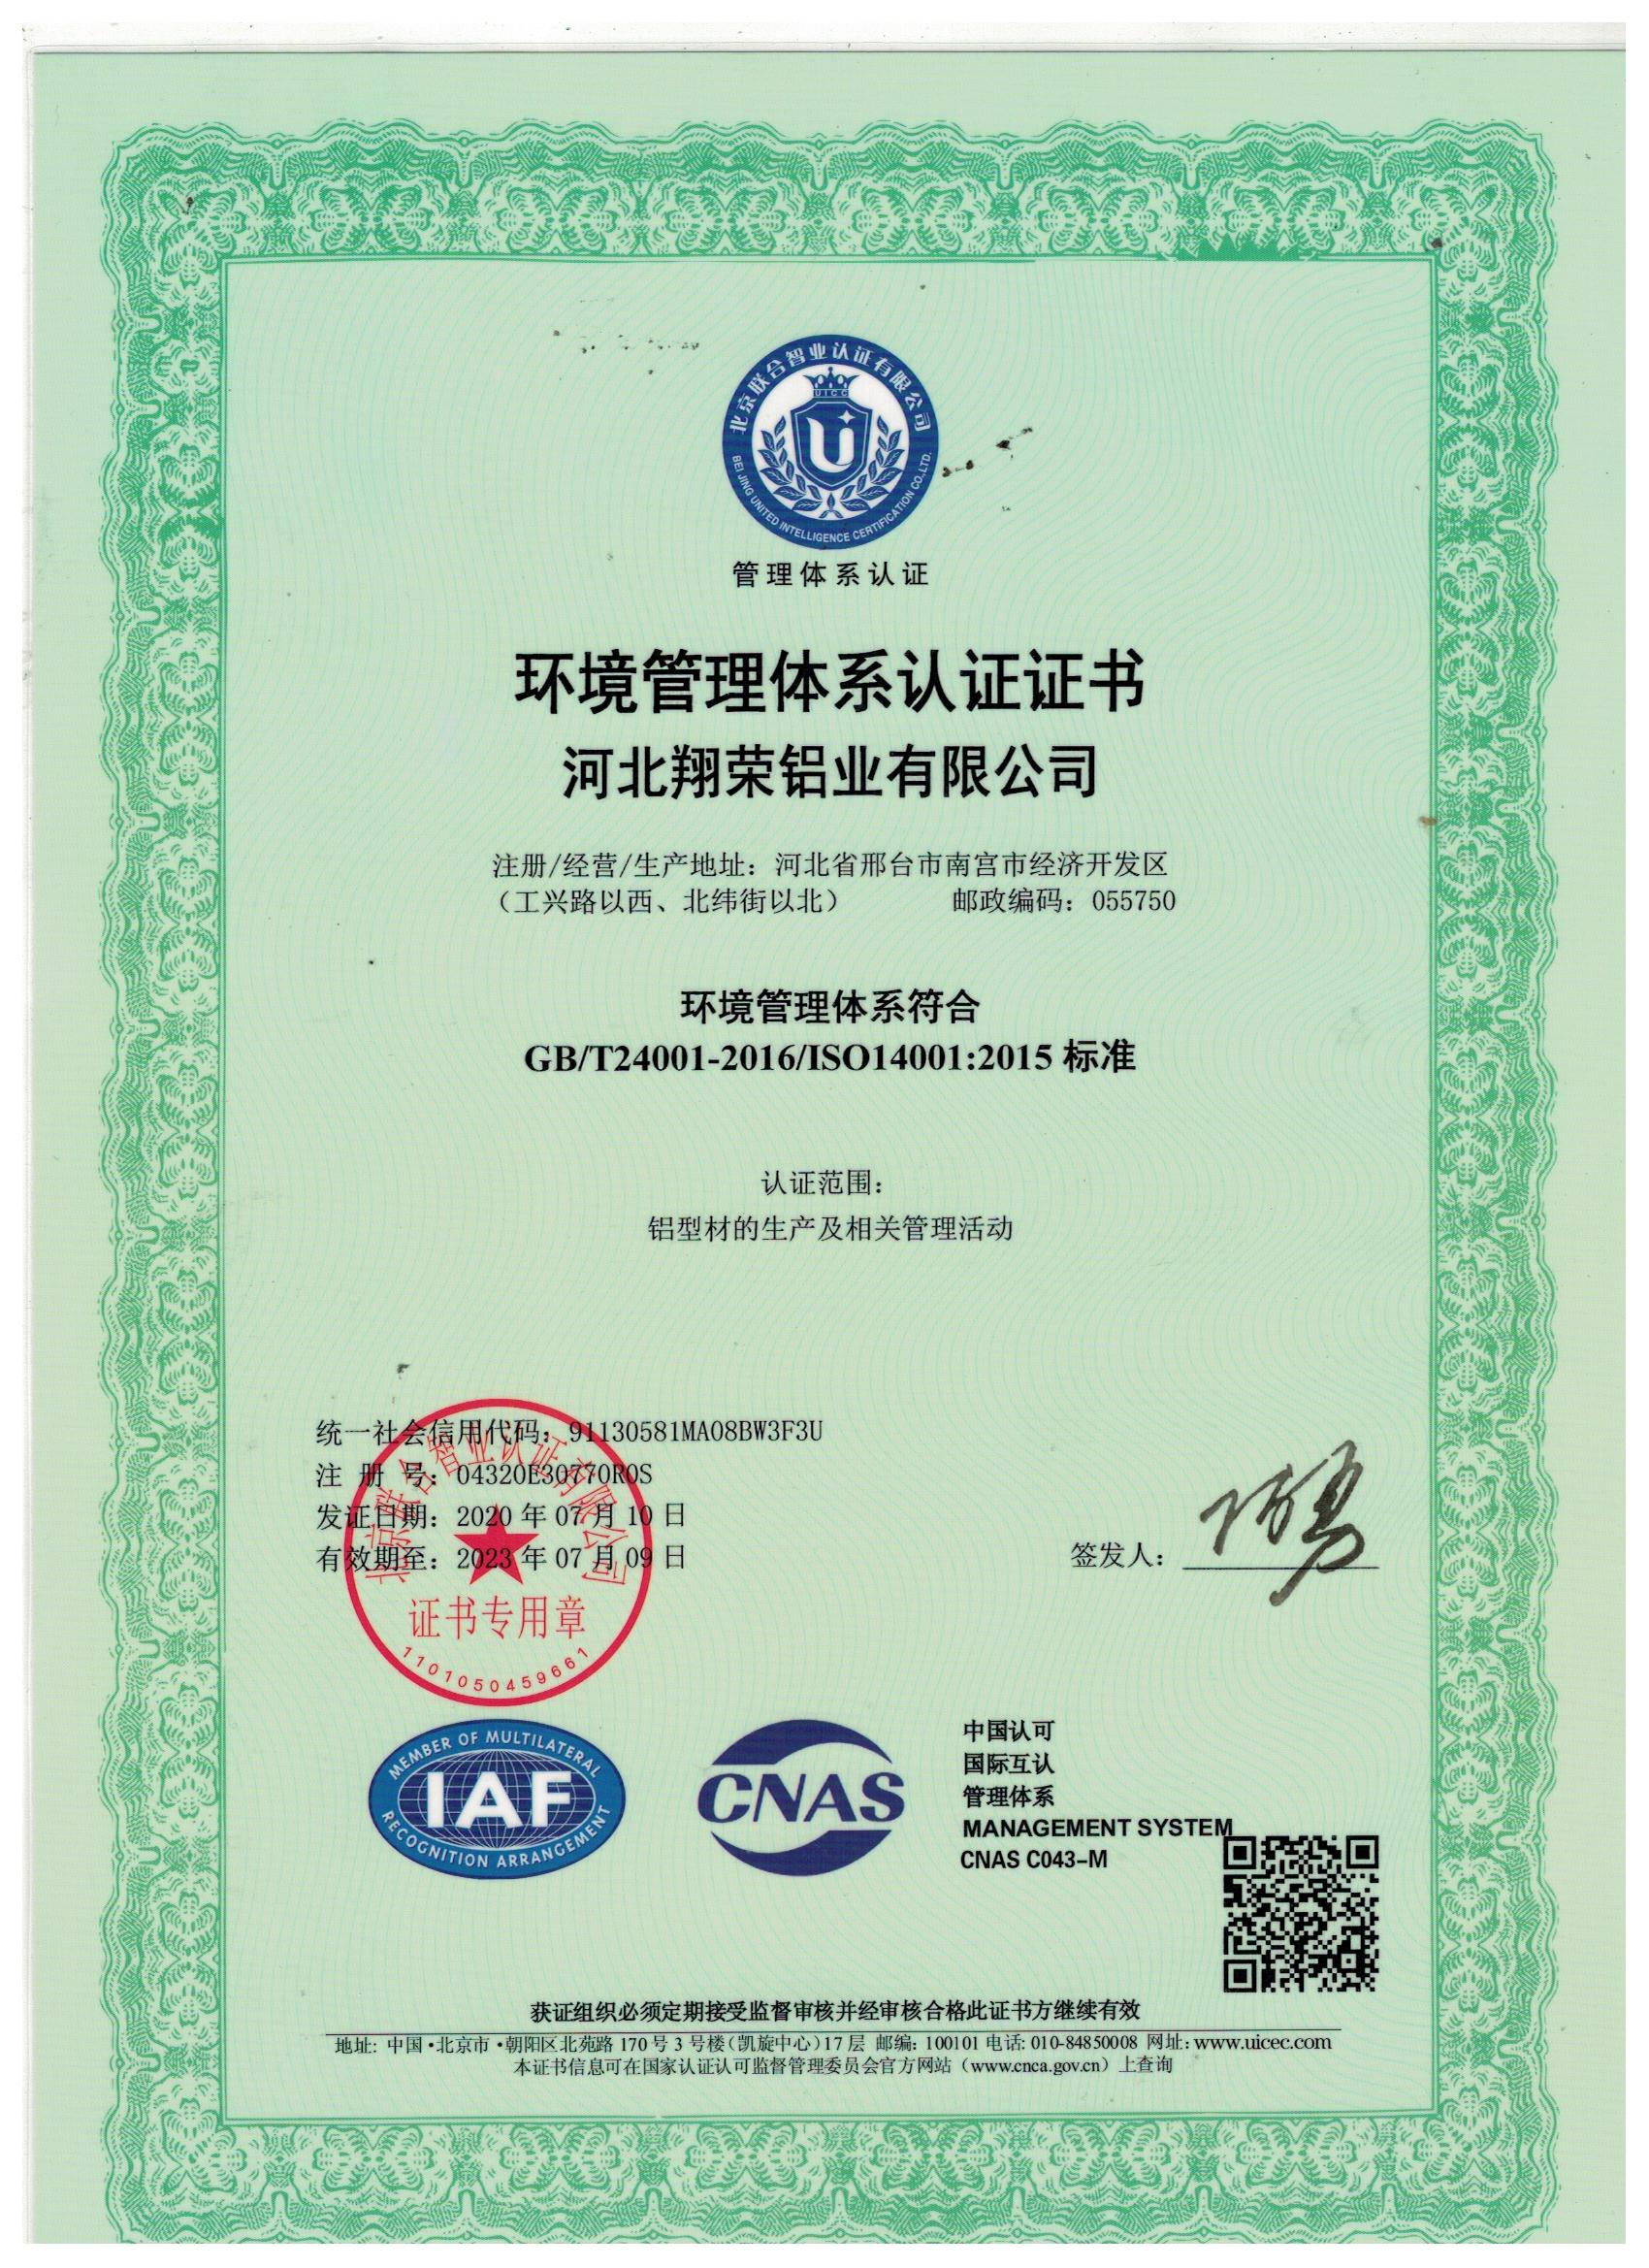 北京联合智业认证有限公司
UICC
BEI JING UNITED INTELLIGENCE CERTIFICATION CO.,LTD.
管理体系认证
环境管理体系认证证书
河北翔荣铝业有限公司
注册/经营/生产地址：河北省邢台市南宫市经济开发区
（工兴路以西、北纬街以北） 邮政编码：055750
环境管理体系符合
GB/T24001-2016/ISO14001:2015 标准
认证范围：
铝型材的生产及相关管理活动
统一社会信用代码：91130581MA08BW3F3U
注 册 号：04320E30770R0S
发证日期：2020 年 07 月 10 日
有效期至：2023 年 07 月 09 日
签发人：
北京联合智业认证有限公司
证书专用章
1101050459661
MEMBER OF MULTILATERAL
IAF
RECOGNITION ARRANGEMENT
CNAS
中国认可
国际互认
管理体系
MANAGEMENT SYSTEM
CNAS C043-M
获证组织必须定期接受监督审核并经审核合格此证书方继续有效
地址: 中国·北京市·朝阳区北苑路 170 号 3 号楼(凯旋中心)17 层 邮编: 100101 电话: 010-84850008 网址: www.uicec.com
本证书信息可在国家认证认可监督管理委员会官方网站（www.cnca.gov.cn）上查询